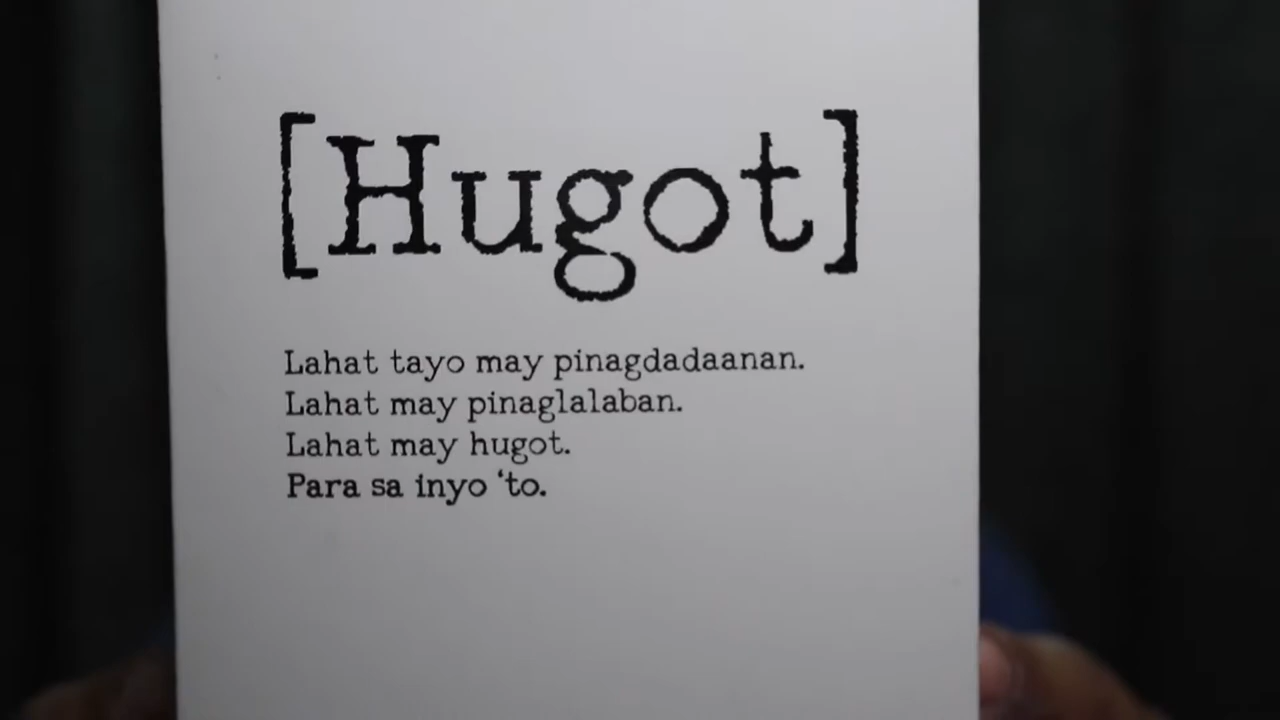 [Hugot]
Lahat tayo may pinagdadaanan.
Lahat may pinaglalaban.
Lahat may hugot.
Para sa inyo ‘to.